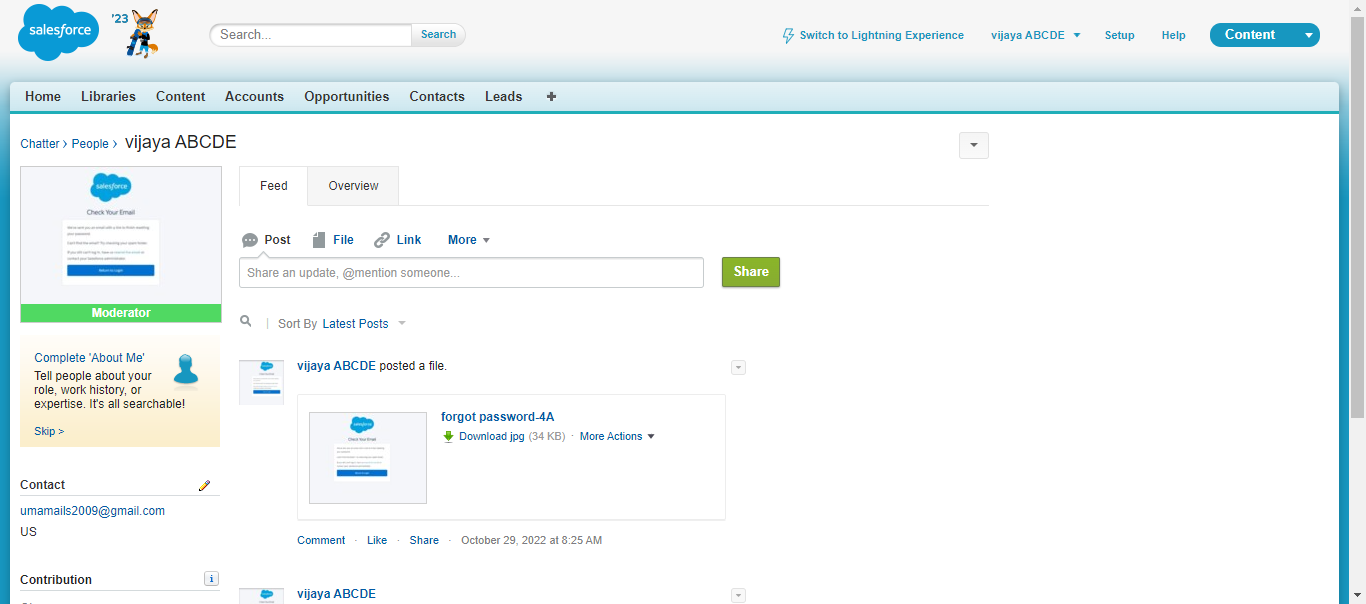 salesforce
'23
Search...
Search
Switch to Lightning Experience
vijaya ABCDE
Setup
Help
Content
Home
Libraries
Content
Accounts
Opportunities
Contacts
Leads
+
Chatter › People › vijaya ABCDE
salesforce
Check Your Email
Moderator
Feed
Overview
Post
File
Link
More
Share an update, @mention someone...
Share
Sort By Latest Posts
Complete 'About Me'
Tell people about your
role, work history, or
expertise. It's all searchable!
Skip >
vijaya ABCDE posted a file.
salesforce
Check Your Email
forgot password-4A
Download jpg (34 KB) · More Actions
Contact
umamails2009@gmail.com
US
Comment · Like · Share · October 29, 2022 at 8:25 AM
Contribution
i
vijaya ABCDE